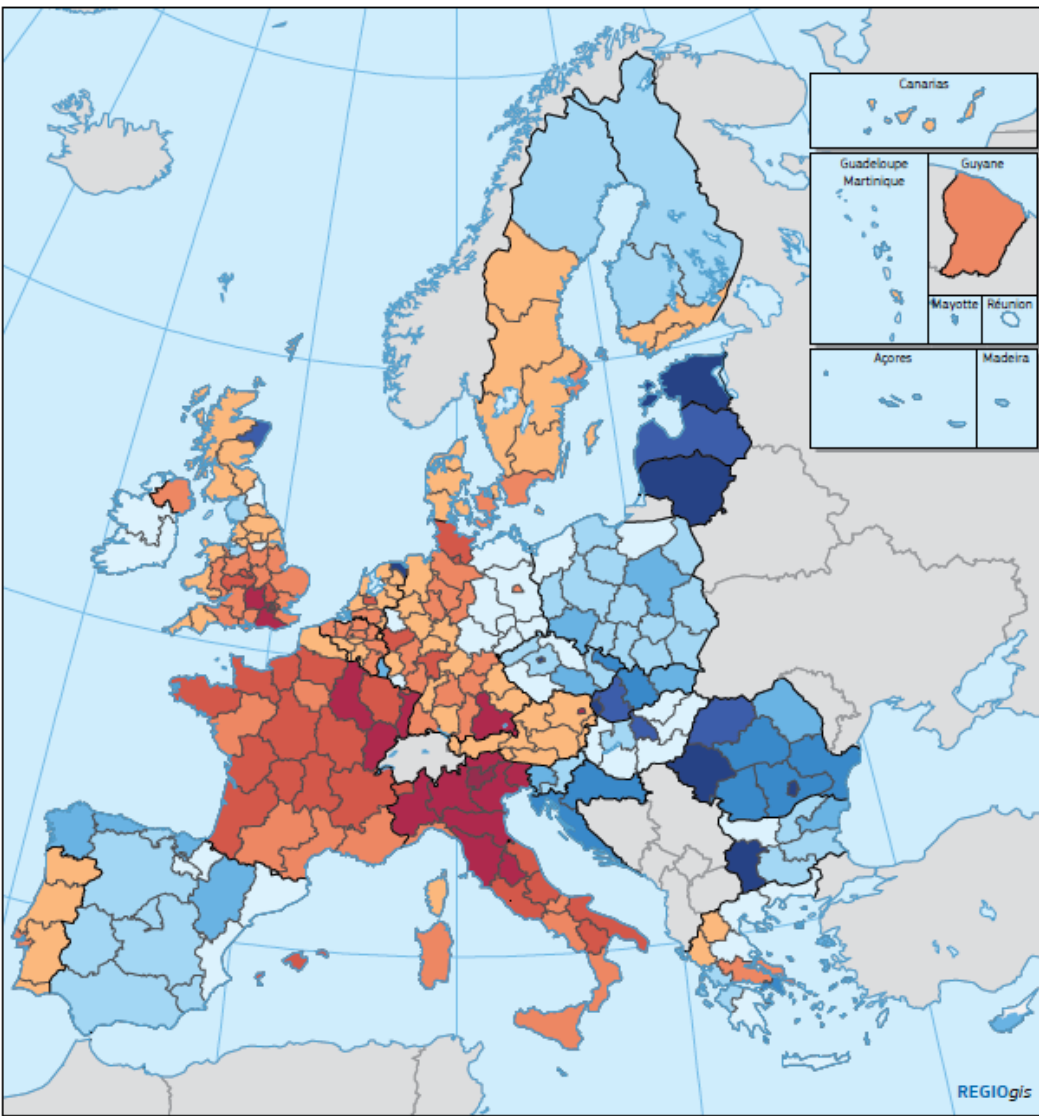 Canarias
Guadeloupe
Martinique
Guyane
Mayotte
Réunion
Açores
Madeira
REGIOgis